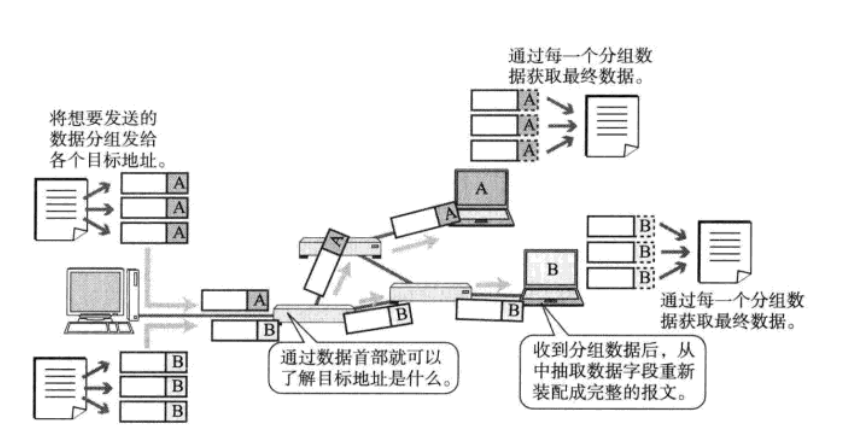 通过每一个分组数
据获取最终数据。
A
A
A
将想要发送的
数据分组发给
各个目标地址。
A
A
A
A
A
A
B
B
B
B
A
B
B
B
通过每一个分组数
据获取最终数据。
通过数据首部就可以
了解目标地址是什么。
收到分组数据后，从
中抽取数据字段重新
装配成完整的报文。
B
B
B